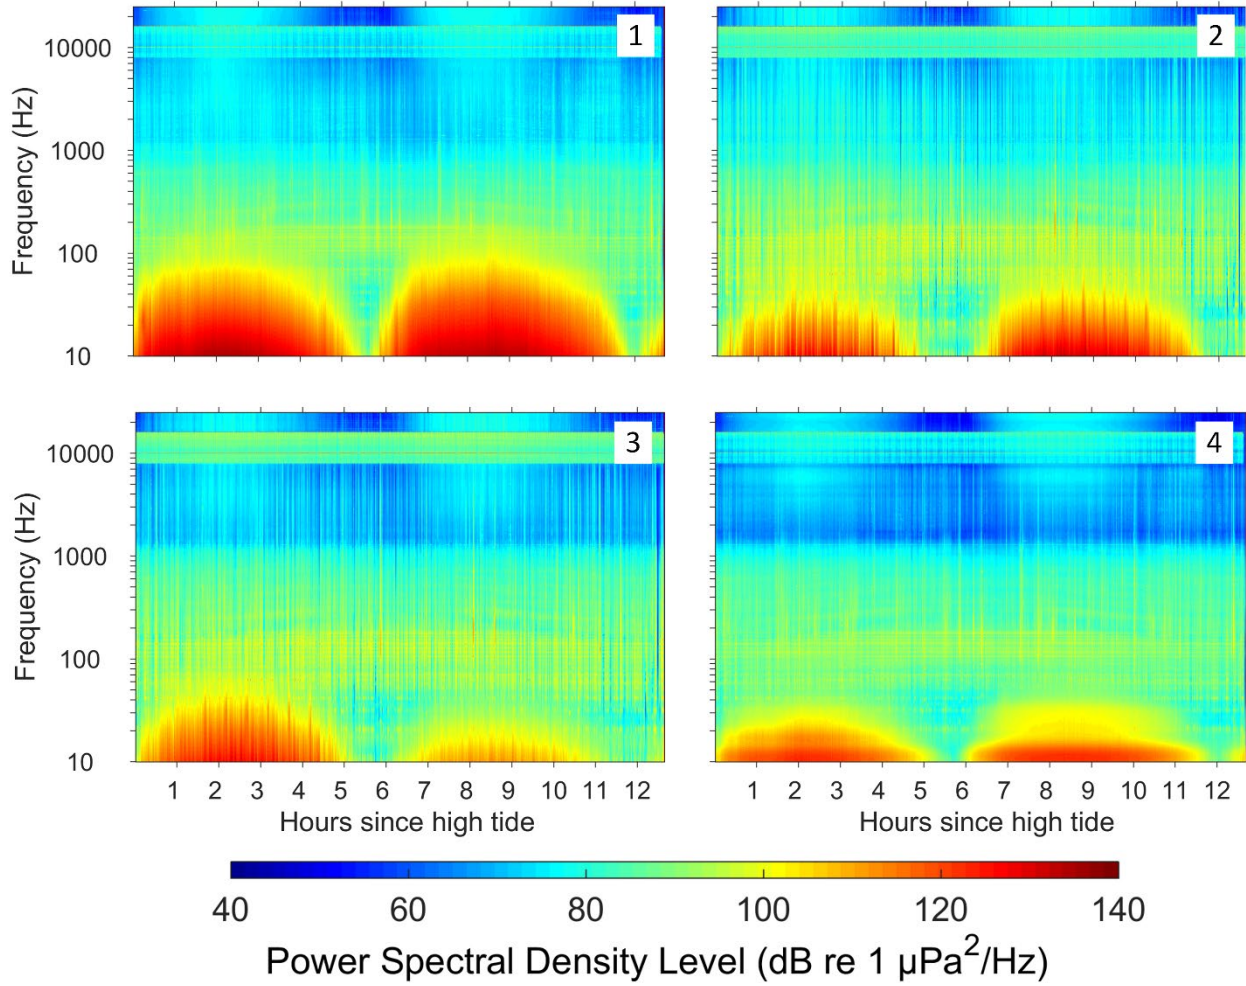 1
2
10000
1000
100
10
Frequency (Hz)
3
4
10000
1000
100
10
Frequency (Hz)
1 2 3 4 5 6 7 8 9 10 11 12
1 2 3 4 5 6 7 8 9 10 11 12
Hours since high tide
Hours since high tide
40 60 80 100 120 140
Power Spectral Density Level (dB re 1 µPa²/Hz)